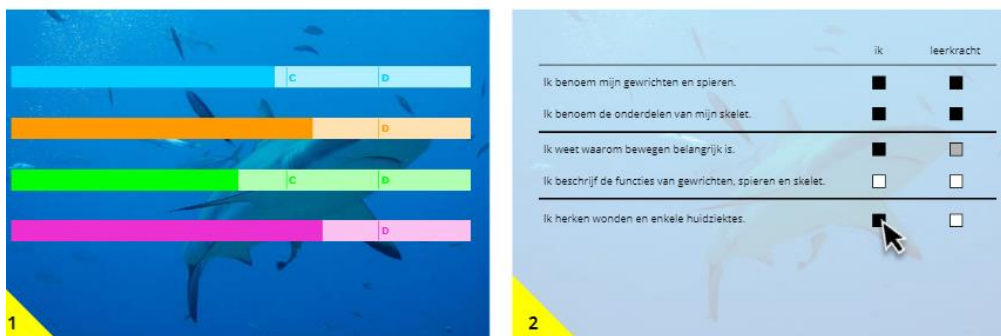 C D
D
C D
D
1
ik leerkracht
Ik benoem mijn gewrichten en spieren.
Ik benoem de onderdelen van mijn skelet.
Ik weet waarom bewegen belangrijk is.
Ik beschrijf de functies van gewrichten, spieren en skelet.
Ik herken wonden en enkele huidziektes.
2